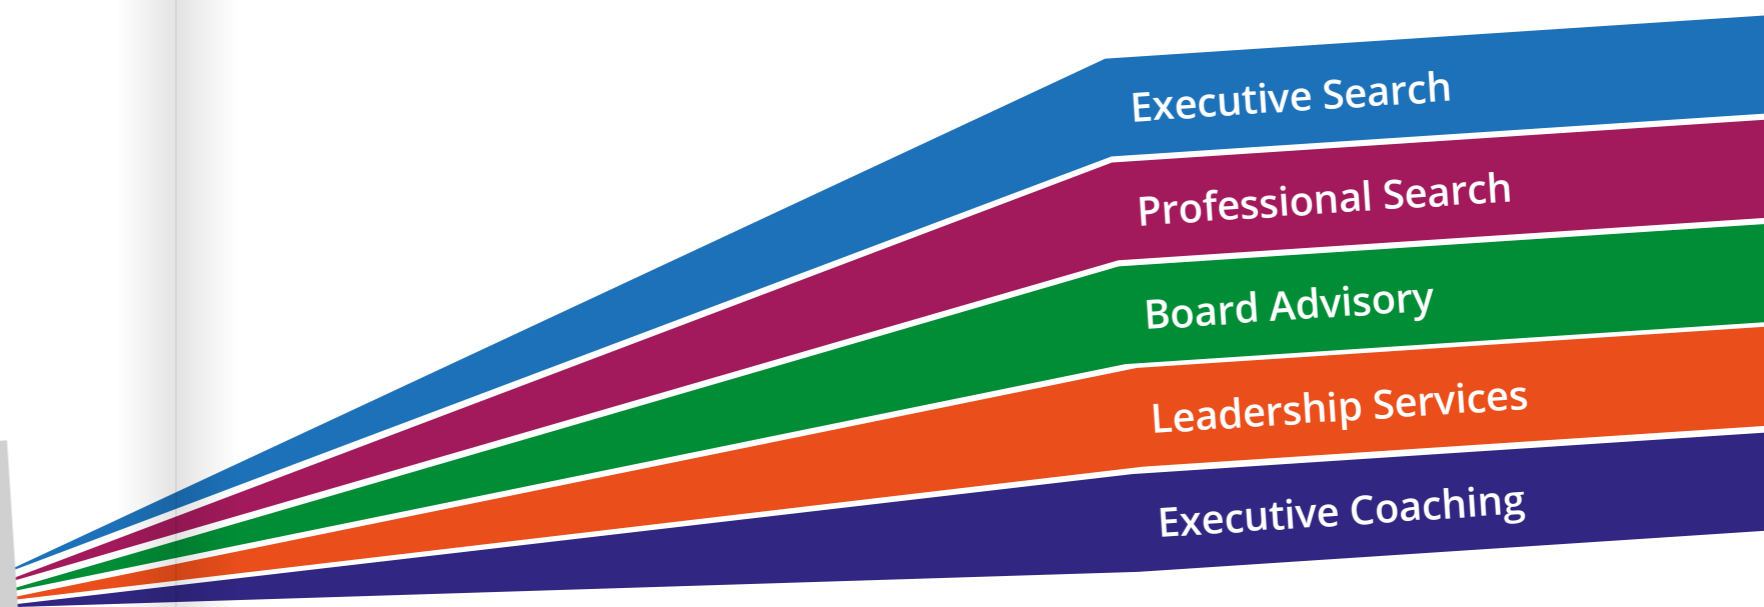 Executive Search
Professional Search
Board Advisory
Leadership Services
Executive Coaching